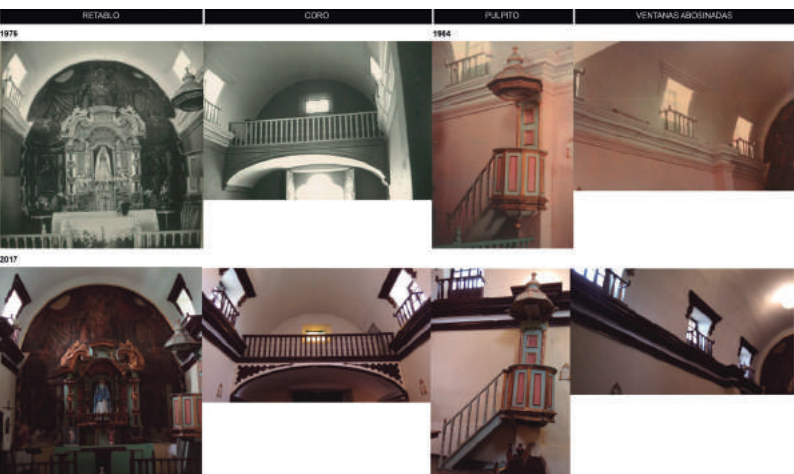 RETABLO
CORO
PULPITO
VENTANAS ABOSINADAS
1976
1964
2017